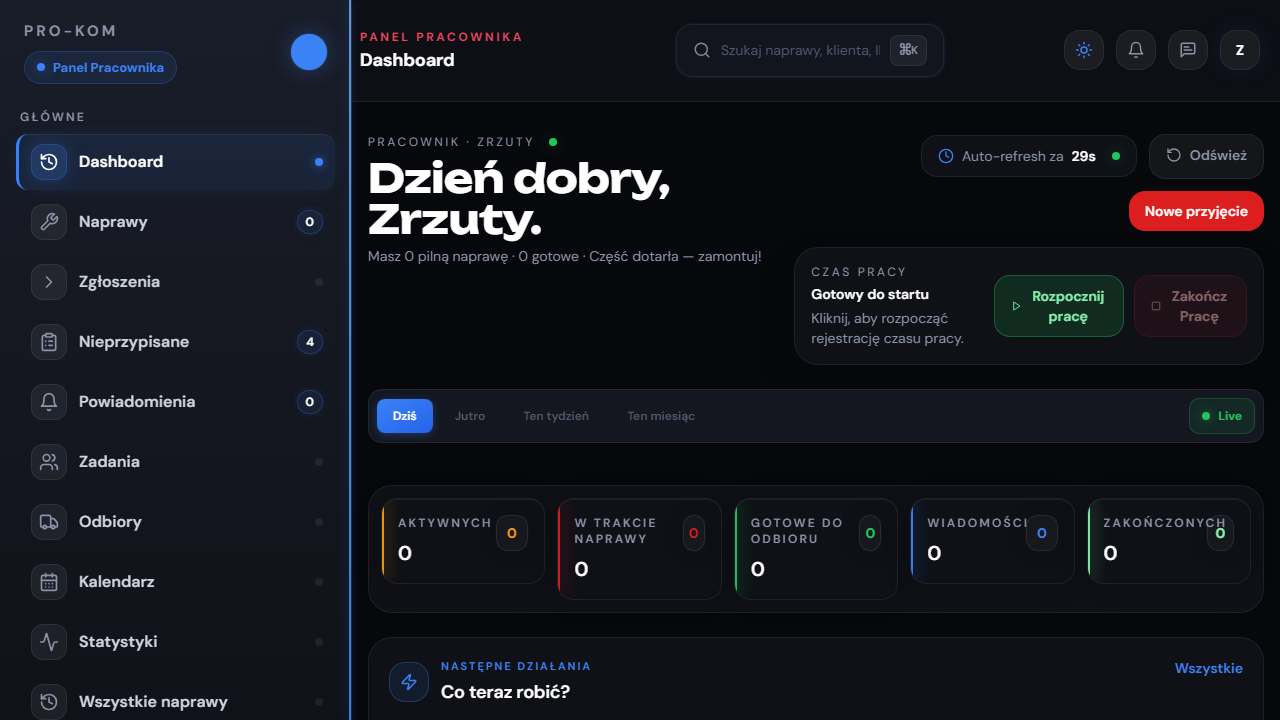 PRO-KOM
Panel Pracownika
GŁÓWNE
Dashboard
Naprawy
0
Zgłoszenia
Nieprzypisane
4
Powiadomienia
0
Zadania
Odbiory
Kalendarz
Statystyki
Wszystkie naprawy
PANEL PRACOWNIKA
Dashboard
Szukaj naprawy, klienta, I
⌘K
Z
PRACOWNIK · ZRZUTY
Dzień dobry,
Zrzuty.
Masz 0 pilną naprawę · 0 gotowe · Część dotarła — zamontuj!
Auto-refresh za 29s
Odśwież
Nowe przyjęcie
CZAS PRACY
Gotowy do startu
Kliknij, aby rozpocząć
rejestrację czasu pracy.
Rozpocznij
pracę
Zakończ
Pracę
Dziś
Jutro
Ten tydzień
Ten miesiąc
Live
AKTYWNYCH
0
0
W TRAKCIE
NAPRAWY
0
0
GOTOWE DO
ODBIORU
0
0
WIADOMOŚCI
0
0
ZAKOŃCZONYCH
0
0
NASTĘPNE DZIAŁANIA
Co teraz robić?
Wszystkie